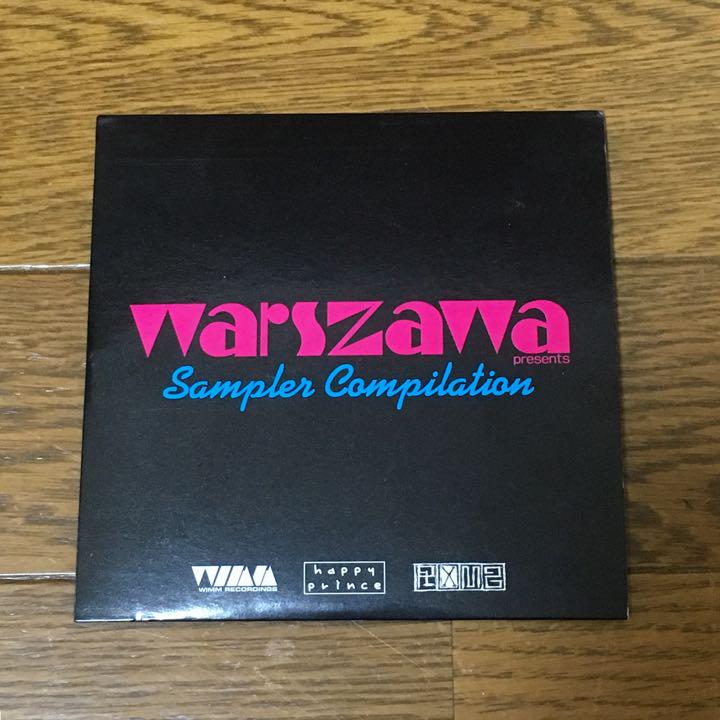 warszawa
presents
Sampler Compilation
WIMM RECORDINGS
happy
prince